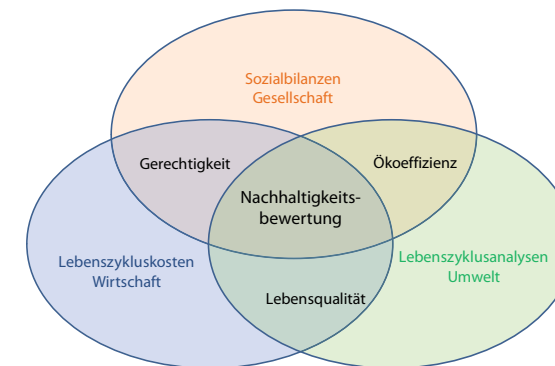 Sozialbilanzen
Gesellschaft
Gerechtigkeit
Ökoeffizienz
Nachhaltigkeits-
bewertung
Lebenszykluskosten
Wirtschaft
Lebenszyklusanalysen
Umwelt
Lebensqualität